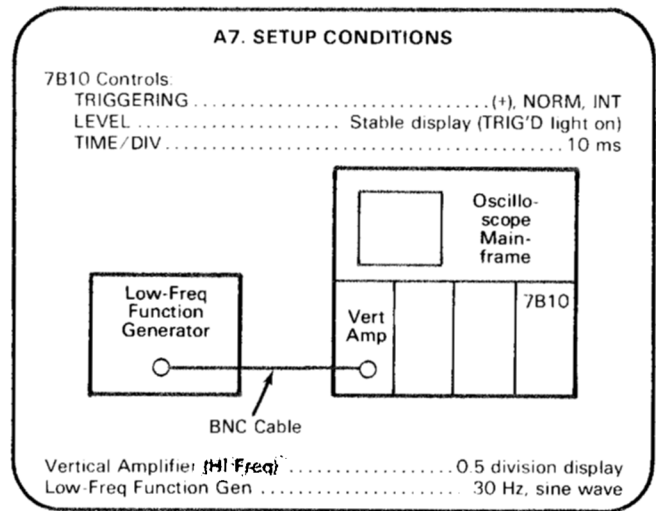 A7. SETUP CONDITIONS
7B10 Controls:
TRIGGERING ................................ (+), NORM, INT
LEVEL .................. Stable display (TRIG'D light on)
TIME/DIV ............................................. 10 ms
Oscillo-
scope
Main-
frame
Low-Freq
Function
Generator
Vert
Amp
7B10
BNC Cable
Vertical Amplifier (HI Freq) .................. 0.5 division display
Low-Freq Function Gen ..................... 30 Hz, sine wave